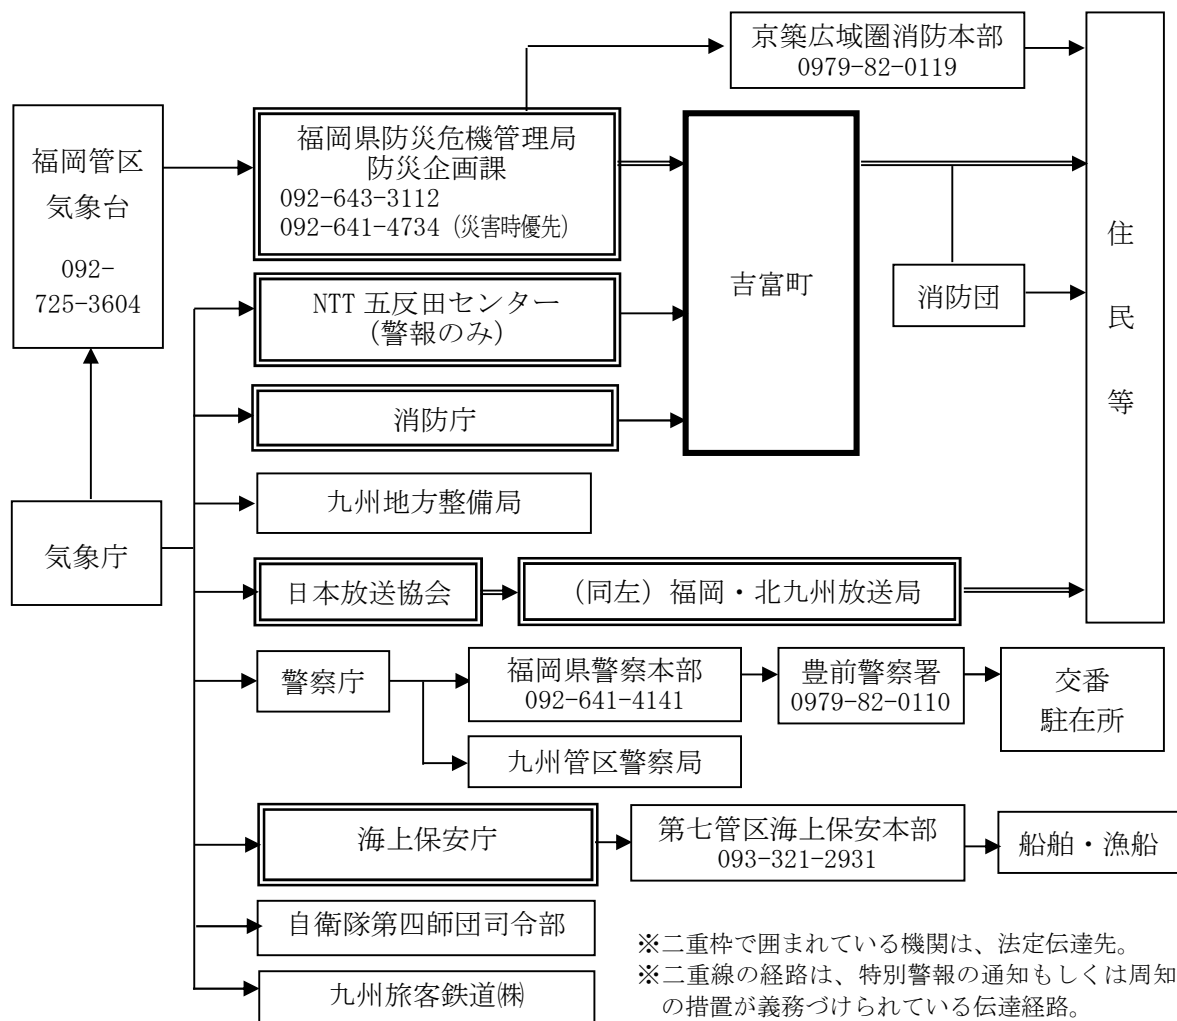 京築広域圏消防本部
0979-82-0119
福岡管区
気象台
092-
725-3604
福岡県防災危機管理局
防災企画課
092-643-3112
092-641-4734（災害時優先）
NTT 五反田センター
（警報のみ）
消防庁
吉富町
消防団
住
民
等
九州地方整備局
気象庁
日本放送協会
（同左）福岡・北九州放送局
警察庁
福岡県警察本部
092-641-4141
豊前警察署
0979-82-0110
交番
駐在所
九州管区警察局
海上保安庁
第七管区海上保安本部
093-321-2931
船舶・漁船
自衛隊第四師団司令部
九州旅客鉄道㈱
※二重枠で囲まれている機関は、法定伝達先。
※二重線の経路は、特別警報の通知もしくは周知
の措置が義務づけられている伝達経路。